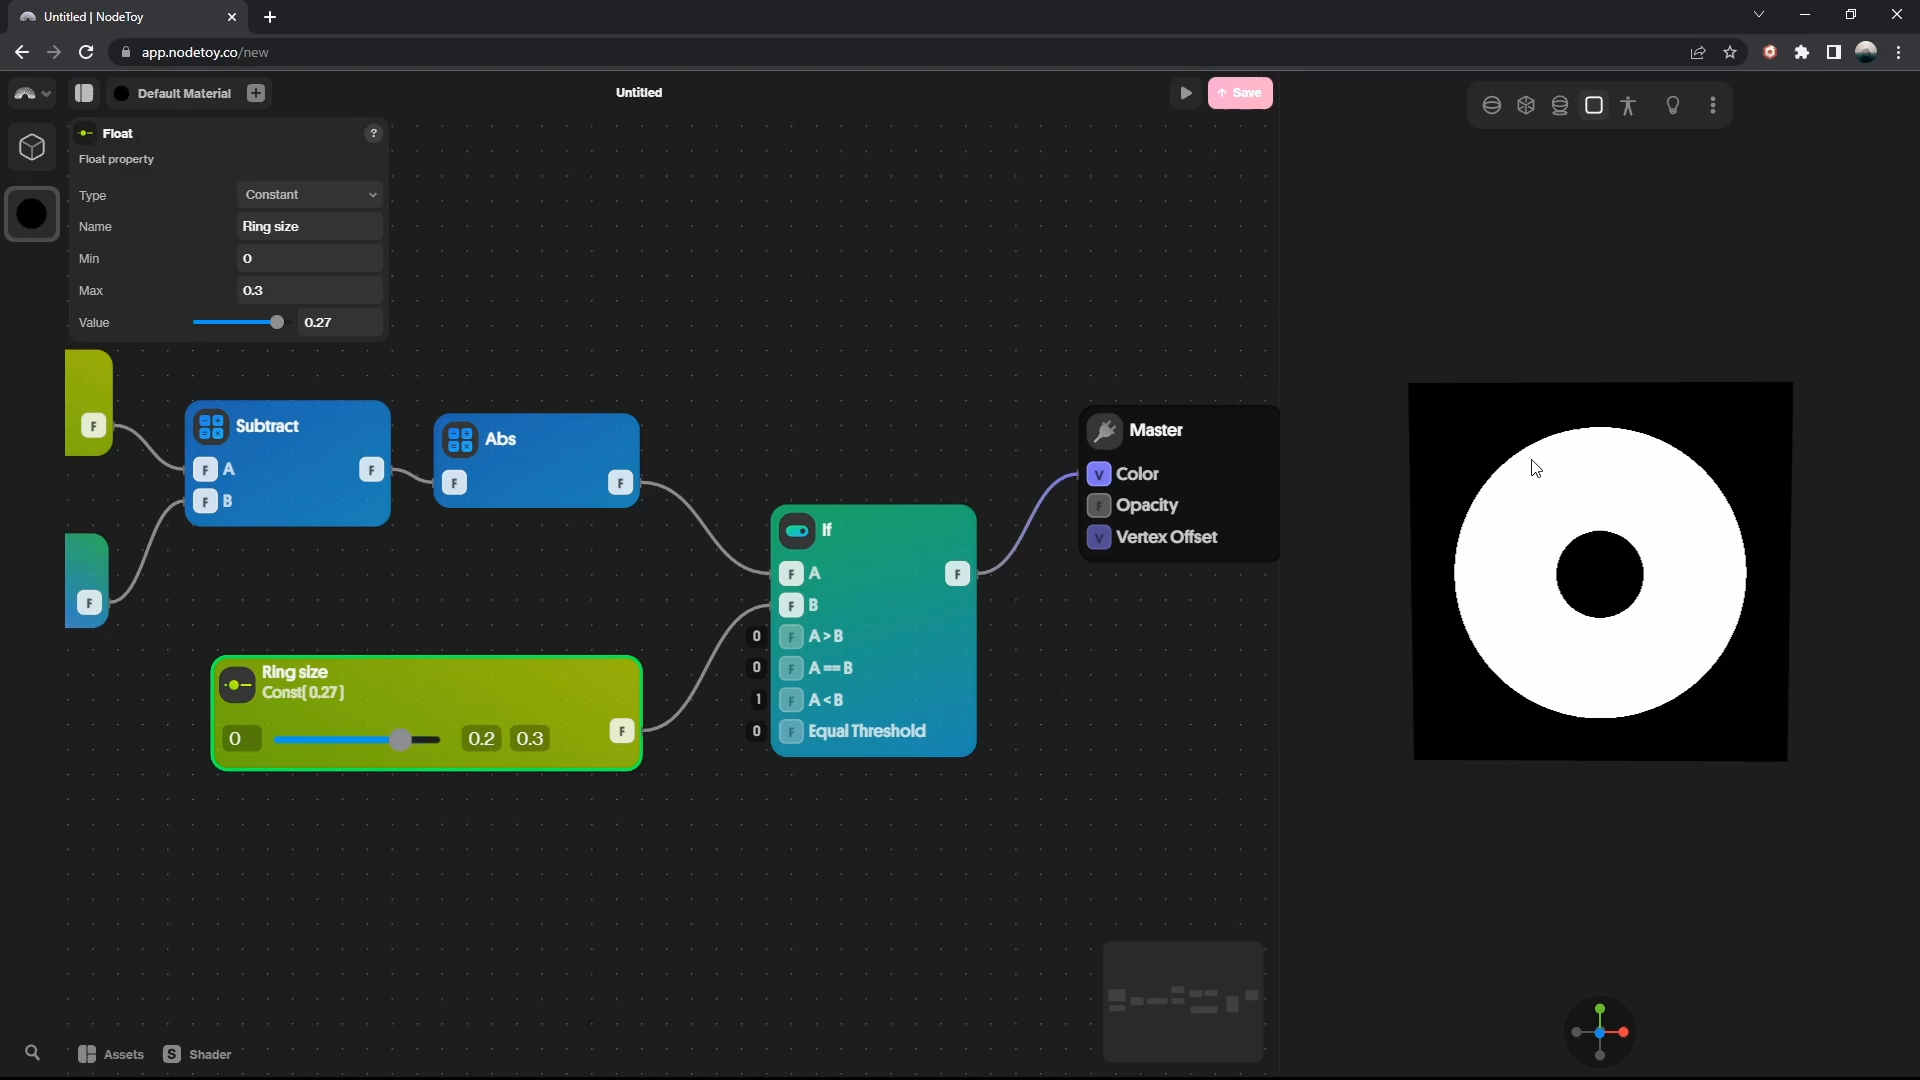 Untitled | NodeToy
app.nodetoy.co/new
Default Material
Untitled
Save
Float
?
Float property
Type
Constant
Name
Ring size
Min
0
Max
0.3
Value
0.27
F
F
Subtract
F A
F
F B
Abs
F
F
Ring size
Const[ 0.27 ]
0
0.2
0.3
F
If
F A
F
F B
0 F A > B
0 F A == B
1 F A < B
0 F Equal Threshold
Master
V Color
F Opacity
V Vertex Offset
Assets
S Shader